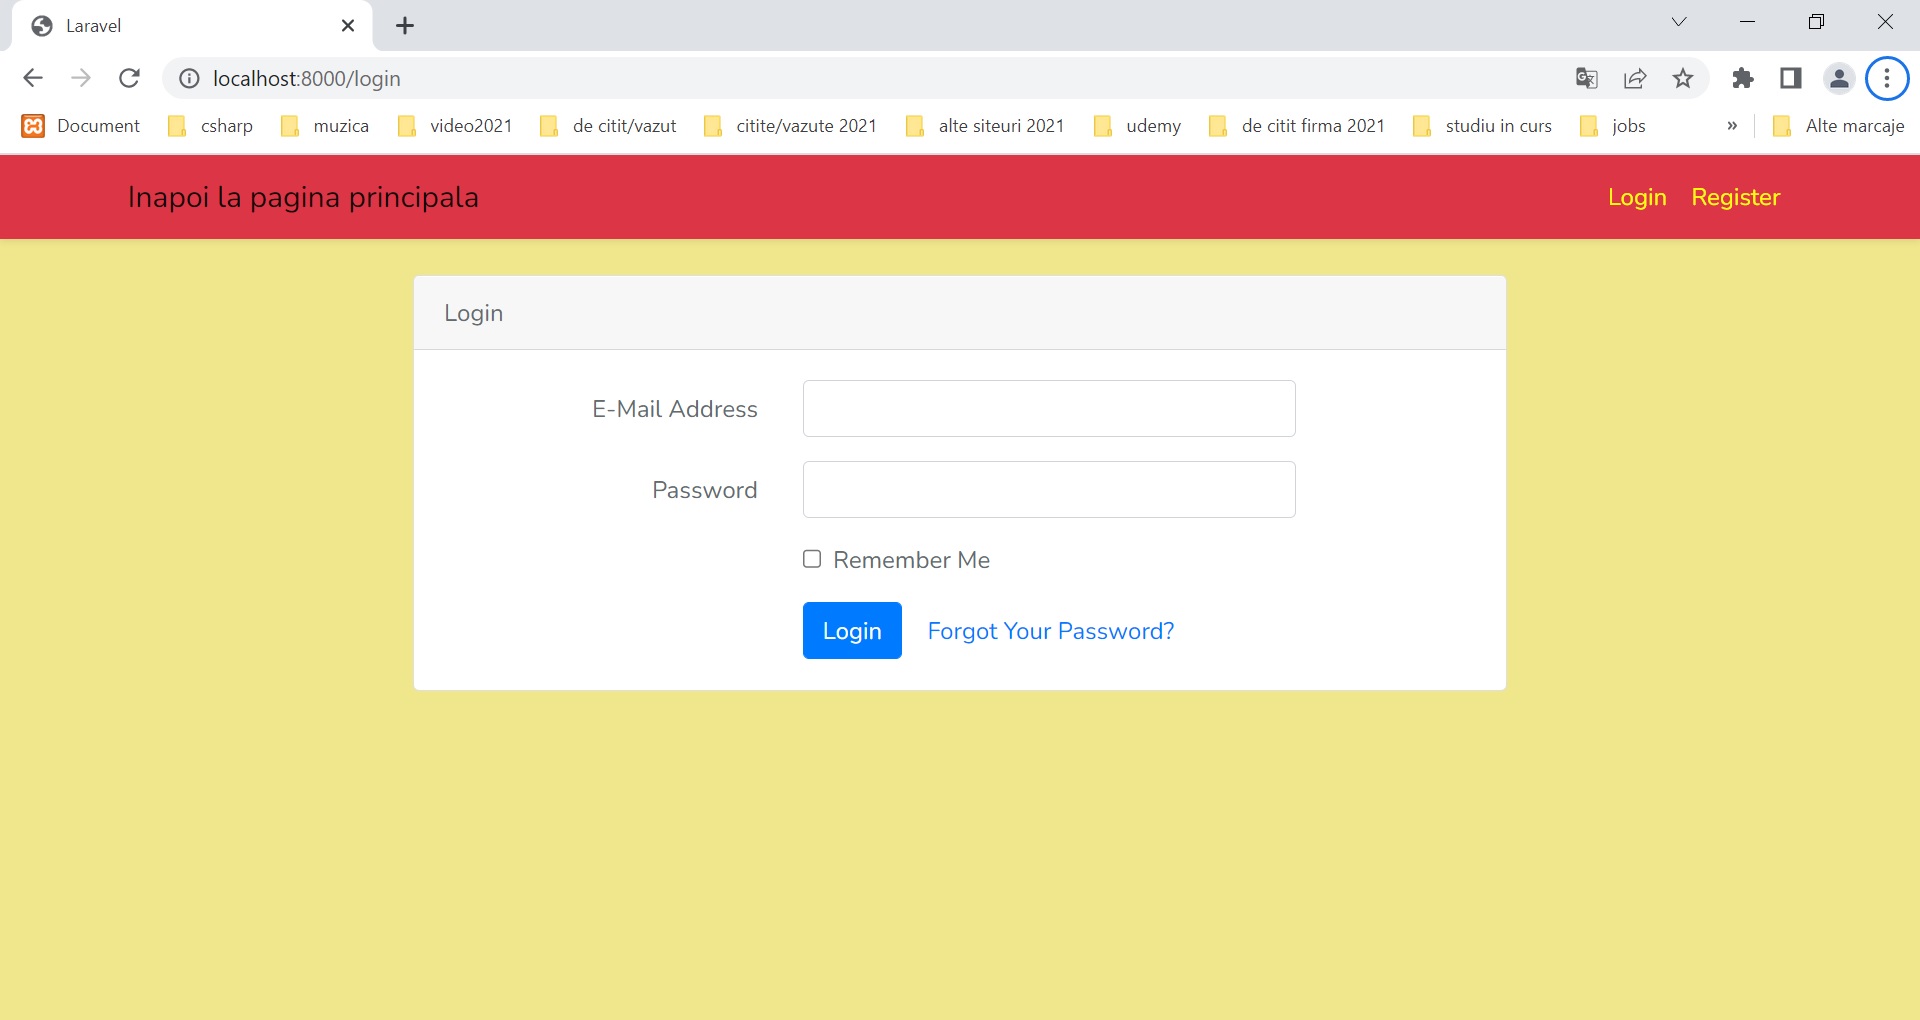 Laravel
localhost:8000/login
Document csharp muzica video2021 de citit/vazut citite/vazute 2021 alte siteuri 2021 udemy de citit firma 2021 studiu in curs jobs » Alte marcaje
Inapoi la pagina principala Login Register
Login
E-Mail Address
Password
Remember Me
Login Forgot Your Password?